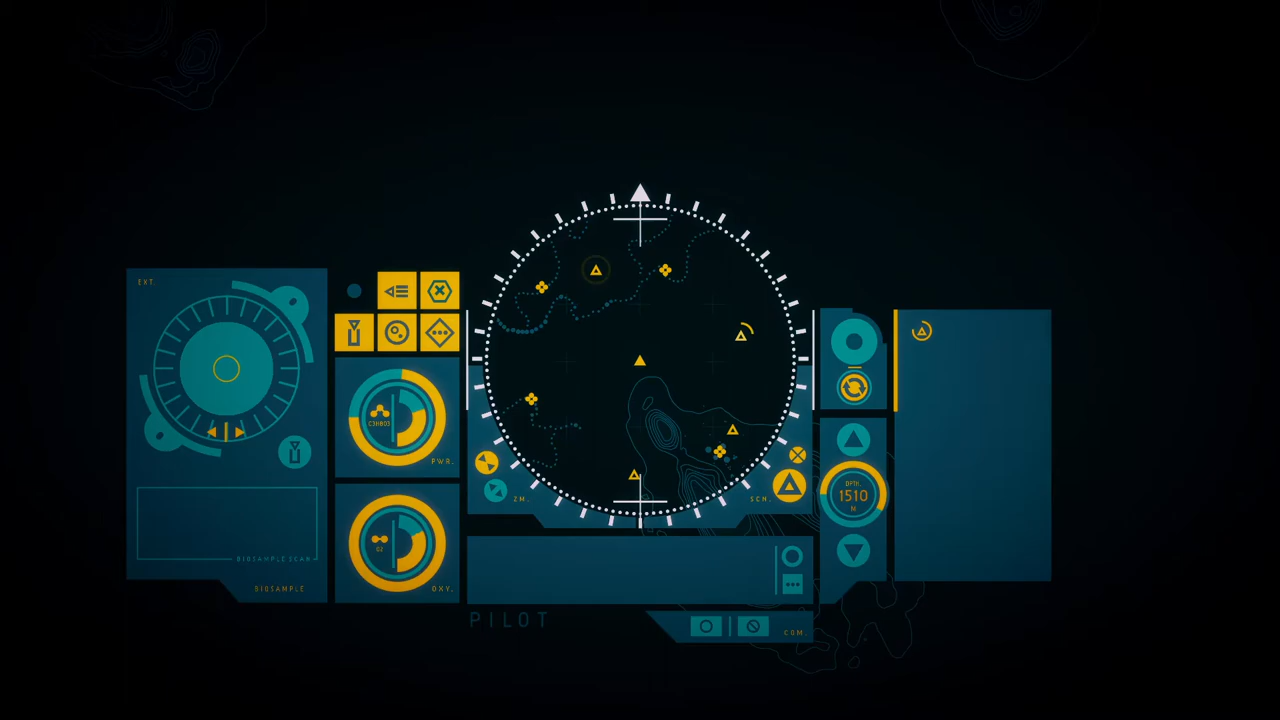 EXT.
C3H8O3
PWR.
ZM.
SCN.
DPTH.
1510
M
BIOSAMPLE SCAN
BIOSAMPLE
O2
OXY.
PILOT
COM.